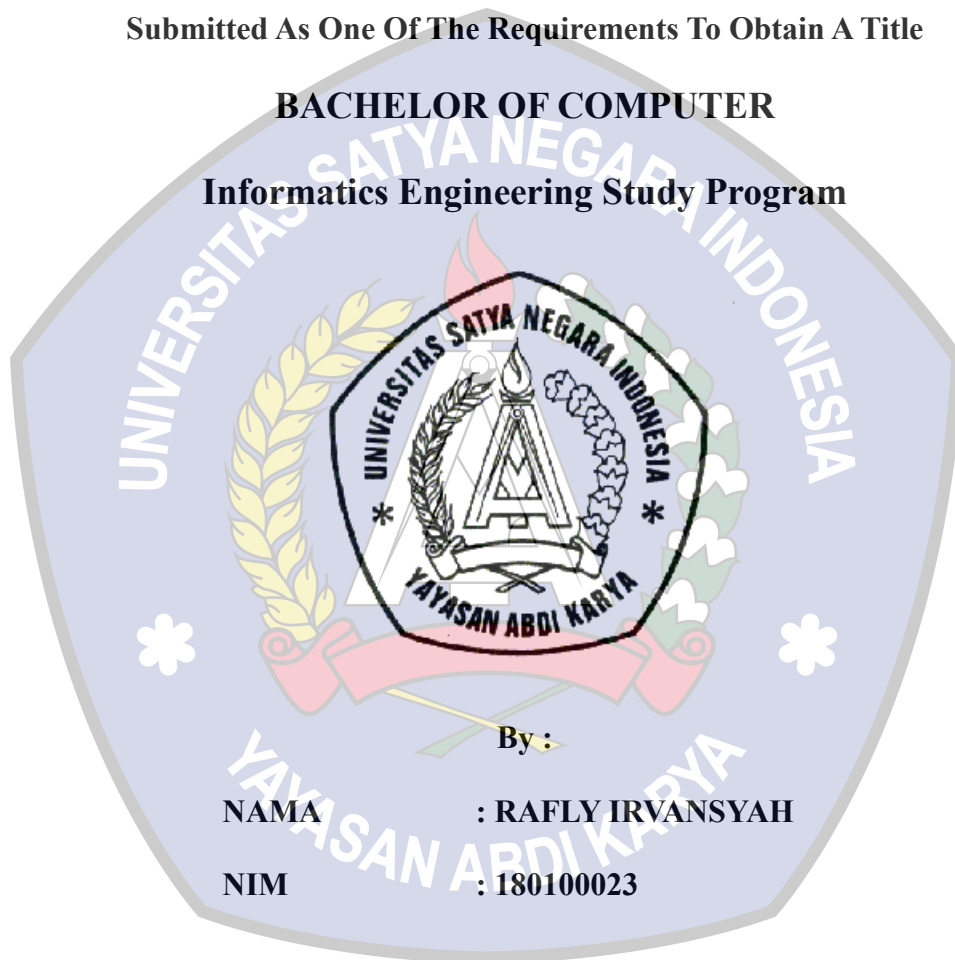 Submitted As One Of The Requirements To Obtain A Title
BACHELOR OF COMPUTER
Informatics Engineering Study Program
UNIVERSITAS SATYA NEGARA INDONESIA
YAYASAN ABDI KARYA
UNIVERSITAS SATYA NEGARA INDONESIA
YAYASAN ABDI KARYA
By :
NAMA : RAFLY IRVANSYAH
NIM : 180100023